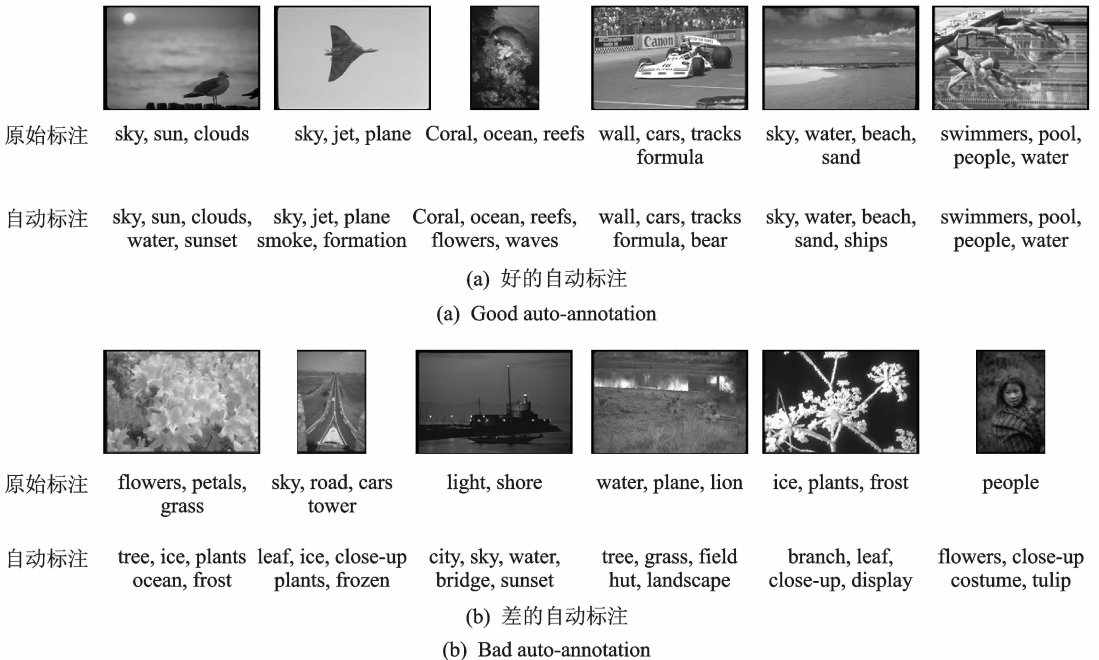 Canon
原始标注 sky, sun, clouds sky, jet, plane Coral, ocean, reefs wall, cars, tracks sky, water, beach, swimmers, pool,
formula sand people, water
自动标注 sky, sun, clouds, sky, jet, plane Coral, ocean, reefs, wall, cars, tracks sky, water, beach, swimmers, pool,
water, sunset smoke, formation flowers, waves formula, bear sand, ships people, water
(a) 好的自动标注
(a) Good auto-annotation
原始标注 flowers, petals, sky, road, cars light, shore water, plane, lion ice, plants, frost people
grass tower
自动标注 tree, ice, plants leaf, ice, close-up city, sky, water, tree, grass, field branch, leaf, flowers, close-up
ocean, frost plants, frozen bridge, sunset hut, landscape close-up, display costume, tulip
(b) 差的自动标注
(b) Bad auto-annotation